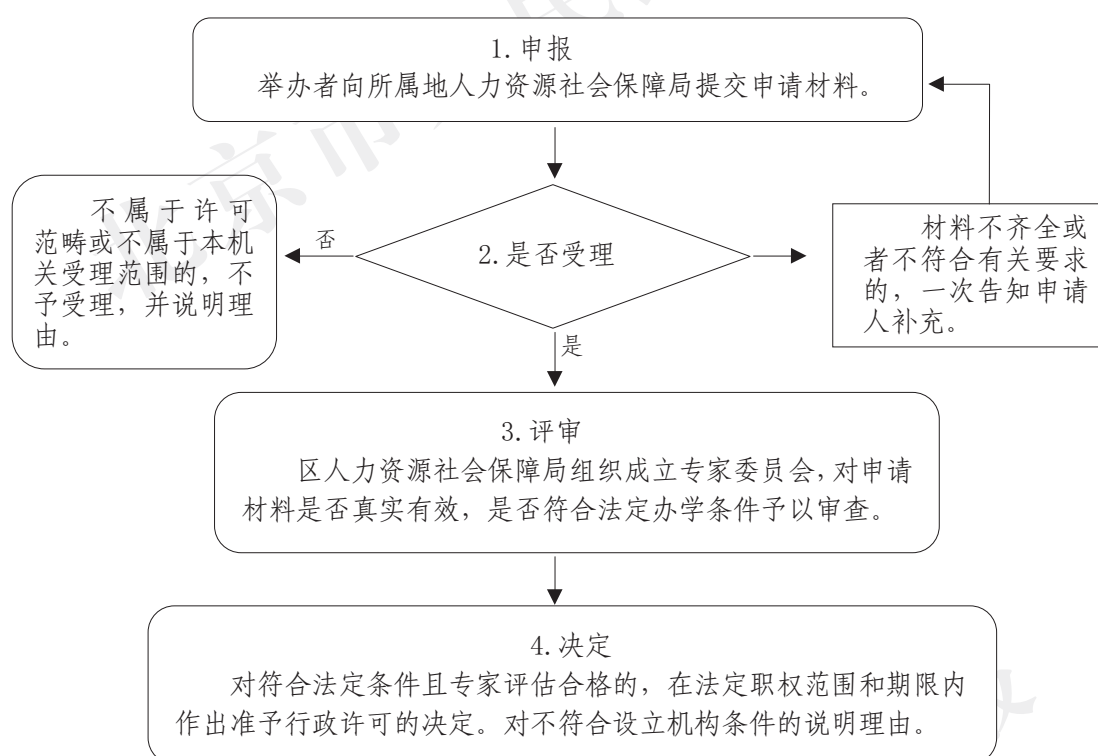 1.申报
举办者向所属地人力资源社会保障局提交申请材料。
不属于许可
范畴或不属于本机
关受理范围的，不
予受理，并说明理
由。
否
2.是否受理
材料不齐全或
者不符合有关要求
的，一次告知申请
人补充。
是
3.评审
区人力资源社会保障局组织成立专家委员会，对申请
材料是否真实有效，是否符合法定办学条件予以审查。
4.决定
对符合法定条件且专家评估合格的，在法定职权范围和期限内
作出准予行政许可的决定。对不符合设立机构条件的说明理由。
北京市